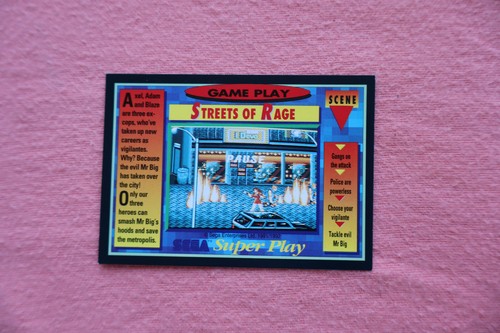 GAME PLAY
STREETS OF RAGE
Axel, Adam
and Blaze
are three ex-
cops, who've
taken up new
careers as
vigilantes.
Why? Because
the evil Mr Big
has taken over
the city!
Only our
three
heroes can
smash Mr Big's
hoods and save
the metropolis.
PAUSE
SCENE
Gangs on
the attack
Police are
powerless
Choose your
vigilante
Tackle evil
Mr Big
SEGA Super Play